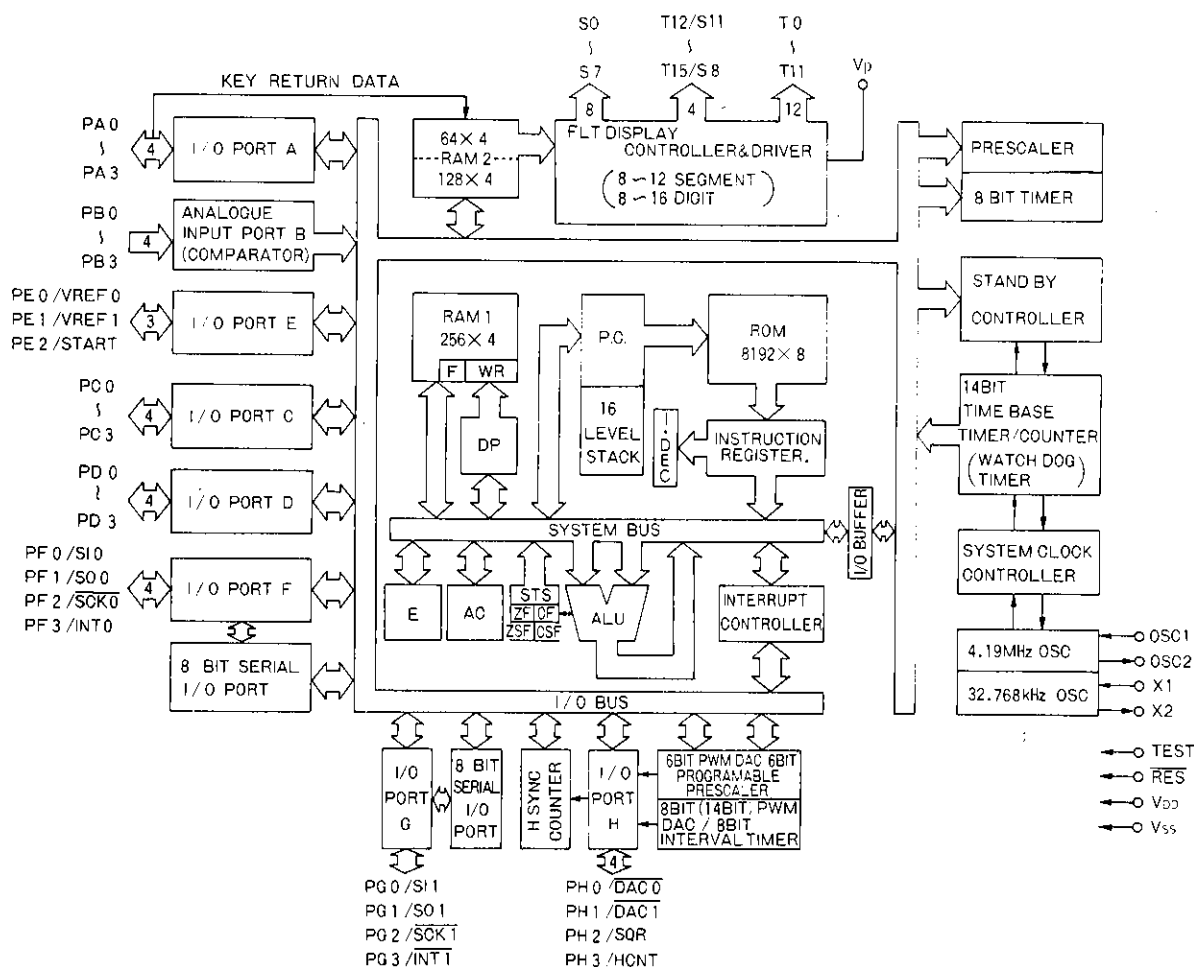 S0
~
S7
T12/S11
~
T15/S8
T0
~
T11
Vp
8
4
12
KEY RETURN DATA
PA0
~
PA3
4
I/O PORT A
64×4
RAM 2
128×4
FLT DISPLAY
CONTROLLER&DRIVER
(8~12 SEGMENT
8~16 DIGIT)
PRESCALER
8 BIT TIMER
PB0
~
PB3
4
ANALOGUE
INPUT PORT B
(COMPARATOR)
PE0/VREF0
PE1/VREF1
PE2/START
3
I/O PORT E
RAM 1
256×4
F
WR
P.C.
ROM
8192×8
STAND BY
CONTROLLER
PC0
~
PC3
4
I/O PORT C
DP
16
LEVEL
STACK
I.DEC
INSTRUCTION
REGISTER.
14BIT
TIME BASE
TIMER/COUNTER
(WATCH DOG
TIMER)
PD0
~
PD3
4
I/O PORT D
SYSTEM BUS
I/O BUFFER
PF0/SI0
PF1/SO0
PF2/S̅C̅K̅0̅
PF3/INT0
4
I/O PORT F
E
AC
STS
ZF
CF
ZSF
CSF
ALU
INTERRUPT
CONTROLLER
SYSTEM CLOCK
CONTROLLER
8 BIT SERIAL
I/O PORT
4.19MHz OSC
32.768kHz OSC
OSC1
OSC2
X1
X2
I/O BUS
TEST
R̅E̅S̅
VDD
VSS
I/O
PORT
G
8 BIT
SERIAL
I/O
PORT
H SYNC
COUNTER
I/O
PORT
H
6BIT PWM DAC 6BIT
PROGRAMABLE
PRESCALER
8BIT(14BIT) PWM
DAC / 8BIT
INTERVAL TIMER
4
PG0/SI1
PG1/SO1
PG2/S̅C̅K̅1̅
PG3/I̅N̅T̅1̅
PH0/D̅A̅C̅0̅
PH1/D̅A̅C̅1̅
PH2/SQR
PH3/HCNT